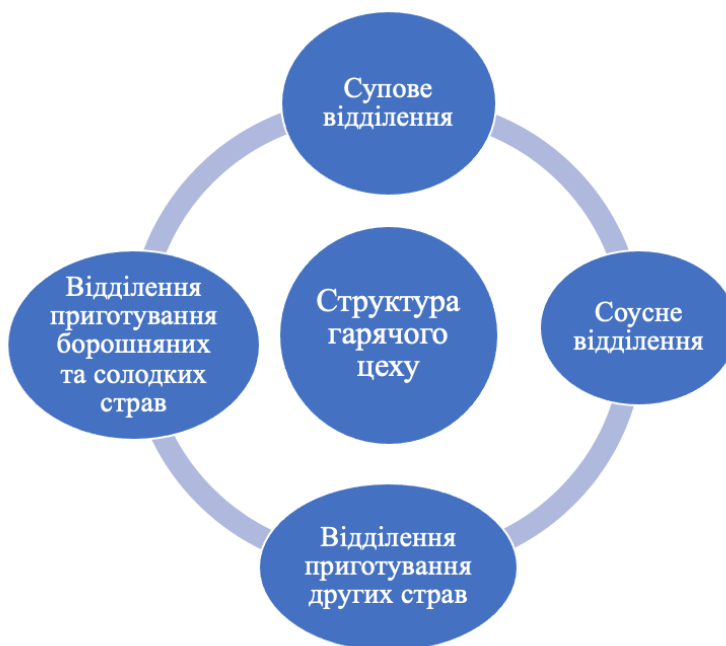 Супове
відділення
Відділення
приготування
борошняних
та солодких
страв
Структура
гарячого
цеху
Соусне
відділення
Відділення
приготування
других страв